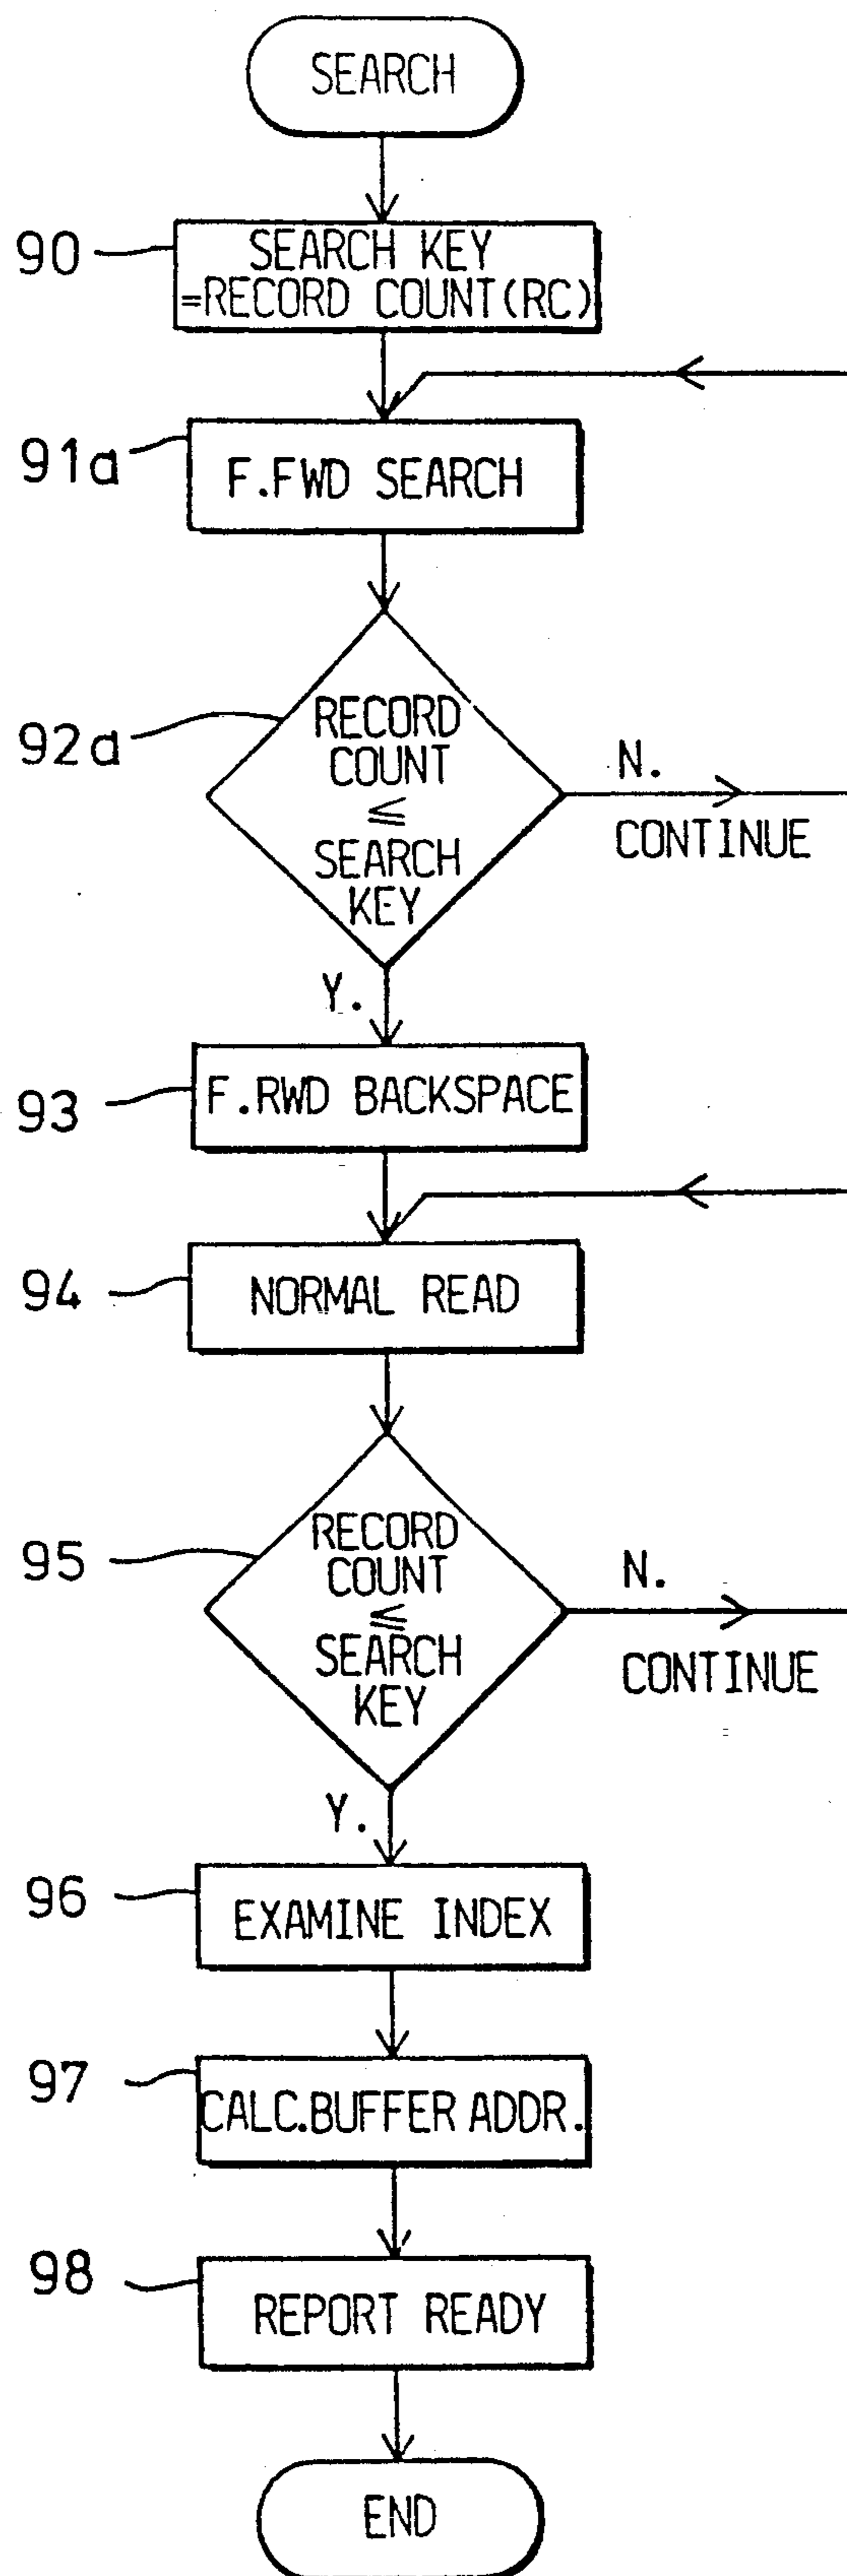 SEARCH
90
SEARCH KEY
=RECORD COUNT(RC)
91a
F.FWD SEARCH
92a
RECORD
COUNT
≦
SEARCH
KEY
N.
CONTINUE
Y.
93
F.RWD BACKSPACE
94
NORMAL READ
95
RECORD
COUNT
≦
SEARCH
KEY
N.
CONTINUE
Y.
96
EXAMINE INDEX
97
CALC.BUFFER ADDR.
98
REPORT READY
END